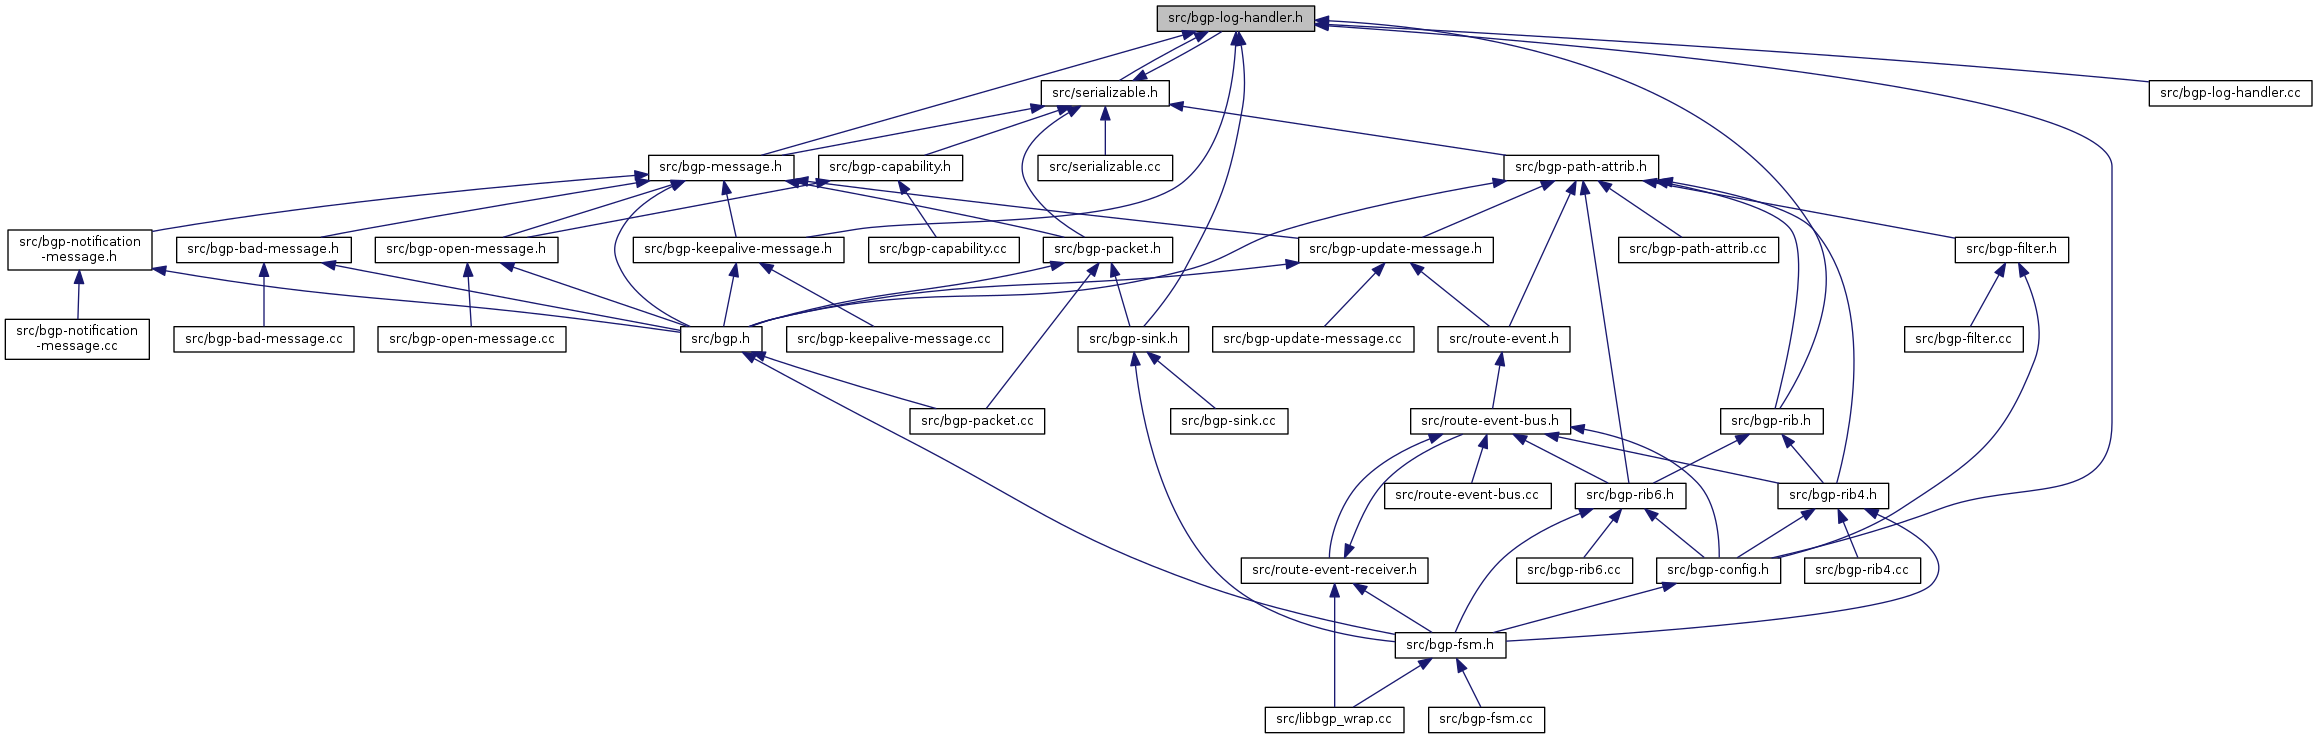 src/bgp-log-handler.h
src/serializable.h
src/bgp-log-handler.cc
src/bgp-message.h
src/bgp-capability.h
src/serializable.cc
src/bgp-path-attrib.h
src/bgp-notification
-message.h
src/bgp-bad-message.h
src/bgp-open-message.h
src/bgp-keepalive-message.h
src/bgp-capability.cc
src/bgp-packet.h
src/bgp-update-message.h
src/bgp-path-attrib.cc
src/bgp-filter.h
src/bgp-notification
-message.cc
src/bgp-bad-message.cc
src/bgp-open-message.cc
src/bgp.h
src/bgp-keepalive-message.cc
src/bgp-sink.h
src/bgp-update-message.cc
src/route-event.h
src/bgp-filter.cc
src/bgp-packet.cc
src/bgp-sink.cc
src/route-event-bus.h
src/bgp-rib.h
src/route-event-bus.cc
src/bgp-rib6.h
src/bgp-rib4.h
src/route-event-receiver.h
src/bgp-rib6.cc
src/bgp-config.h
src/bgp-rib4.cc
src/bgp-fsm.h
src/libbgp_wrap.cc
src/bgp-fsm.cc